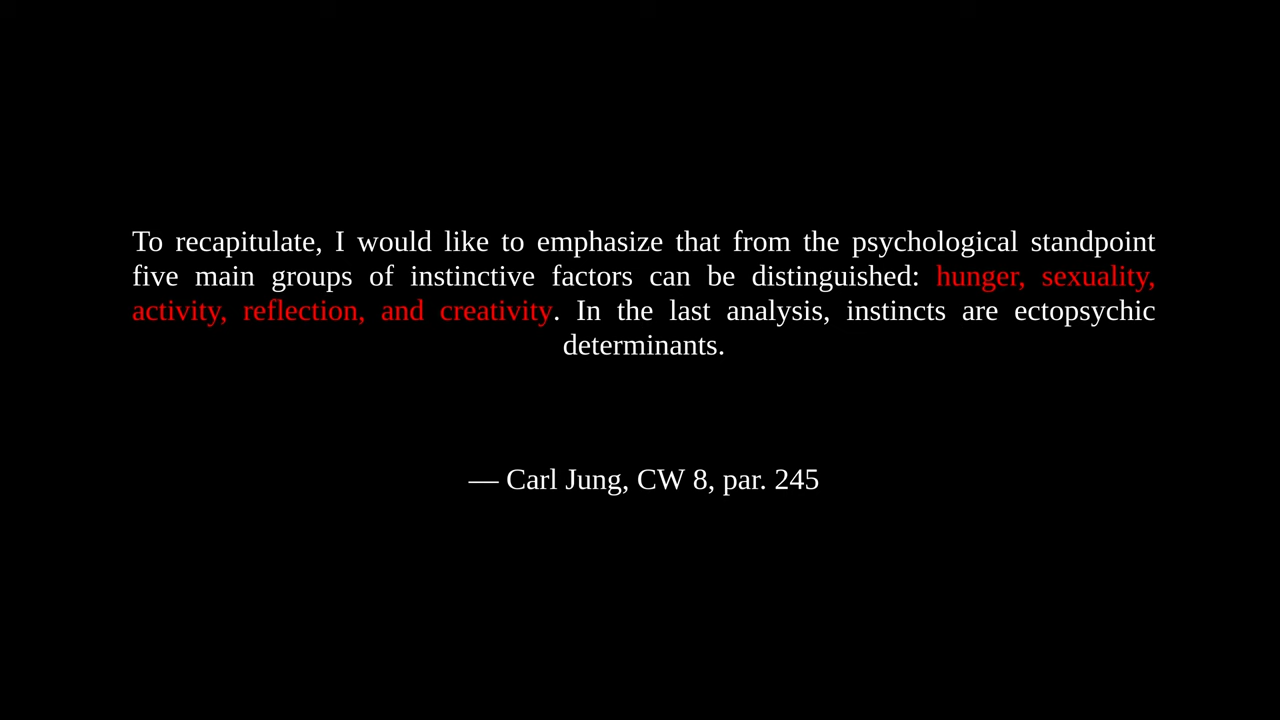 To recapitulate, I would like to emphasize that from the psychological standpoint
five main groups of instinctive factors can be distinguished: hunger, sexuality,
activity, reflection, and creativity. In the last analysis, instincts are ectopsychic
determinants.
— Carl Jung, CW 8, par. 245